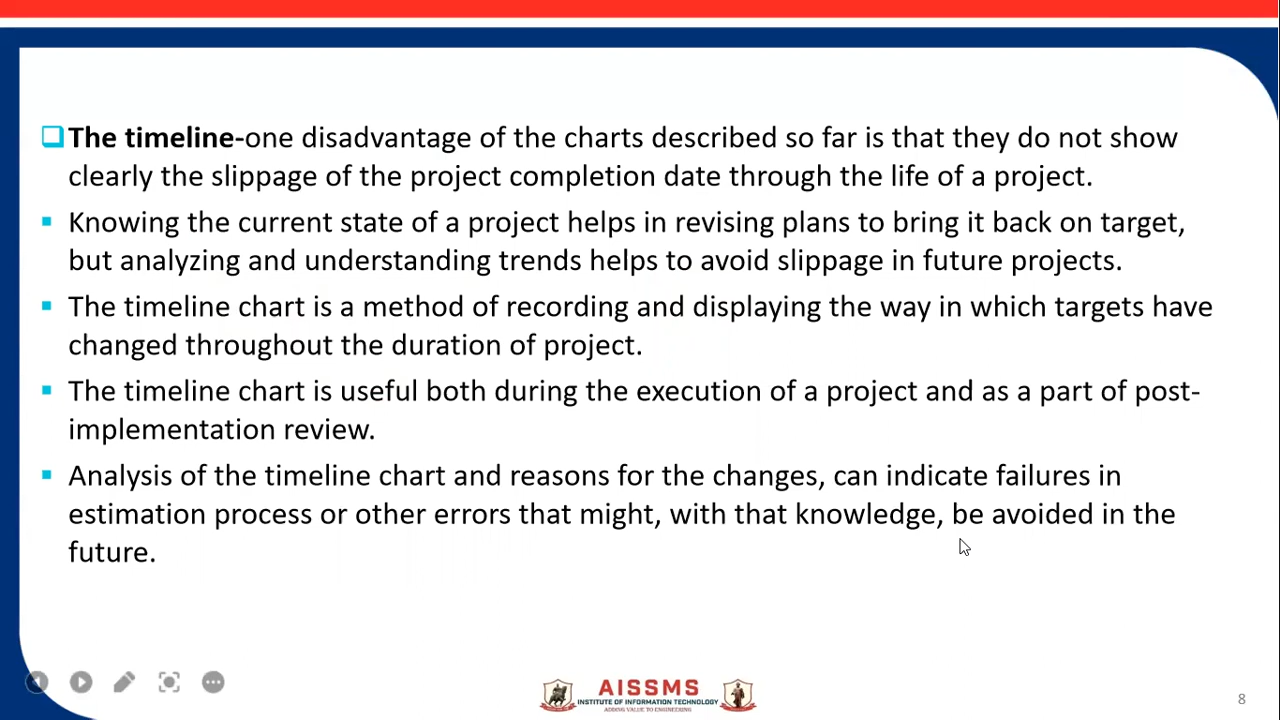 The timeline-one disadvantage of the charts described so far is that they do not show
clearly the slippage of the project completion date through the life of a project.
Knowing the current state of a project helps in revising plans to bring it back on target,
but analyzing and understanding trends helps to avoid slippage in future projects.
The timeline chart is a method of recording and displaying the way in which targets have
changed throughout the duration of project.
The timeline chart is useful both during the execution of a project and as a part of post-
implementation review.
Analysis of the timeline chart and reasons for the changes, can indicate failures in
estimation process or other errors that might, with that knowledge, be avoided in the
future.
AISSMS
INSTITUTE OF INFORMATION TECHNOLOGY
ADDING VALUE TO ENGINEERING
8